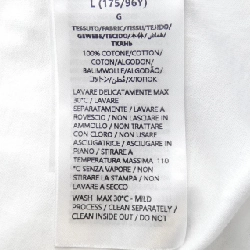 L (175/96Y)
G
TESSUTO/FABRIC/TISSU/TEJIDO/
GEWEBE/TECIDO/
ТКАНЬ
100% COTONE/COTTON/
COTON/ALGODON/
BAUMWOLLE/ALGODÃO/
ХЛОПОК
LAVARE DELICATAMENTE MAX
30°C / LAVARE
SEPARATAMENTE / LAVARE A
ROVESCIO / NON LASCIARE IN
AMMOLLO / NON TRATTARE
CON CLORO / NON USARE
ASCIUGATRICE / ASCIUGARE IN
PIANO / STIRARE A
TEMPERATURA MASSIMA 110
°C SENZA VAPORE / NON
STIRARE LA STAMPA / NON
LAVARE A SECCO
WASH MAX 30°C - MILD
PROCESS / CLEAN SEPARATELY /
CLEAN INSIDE OUT / DO NOT